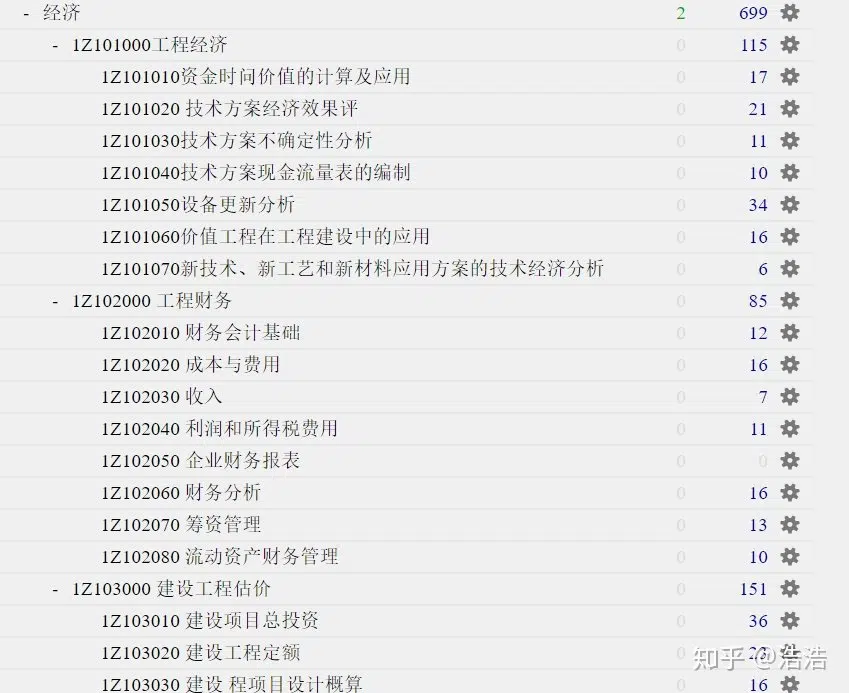 - 经济 2 699
- 1Z101000工程经济 0 115
1Z101010资金时问价值的计算及应用 0 17
1Z101020 技术方案经济效果评 0 21
1Z101030技术方案不确定性分析 0 11
1Z101040技术方案现金流量表的编制 0 10
1Z101050设备更新分析 0 34
1Z101060价值工程在工程建设中的应用 0 16
1Z101070新技术、新工艺和新材料应用方案的技术经济分析 0 6
- 1Z102000 工程财务 0 85
1Z102010 财务会计基础 0 12
1Z102020 成本与费用 0 16
1Z102030 收入 0 7
1Z102040 利润和所得税费用 0 11
1Z102050 企业财务报表 0 0
1Z102060 财务分析 0 16
1Z102070 筹资管理 0 13
1Z102080 流动资产财务管理 0 10
- 1Z103000 建设工程估价 0 151
1Z103010 建设项目总投资 0 36
1Z103020 建设工程定额 0 23
知乎 @浩浩
1Z103030 建设 程项目设计概算 0 16